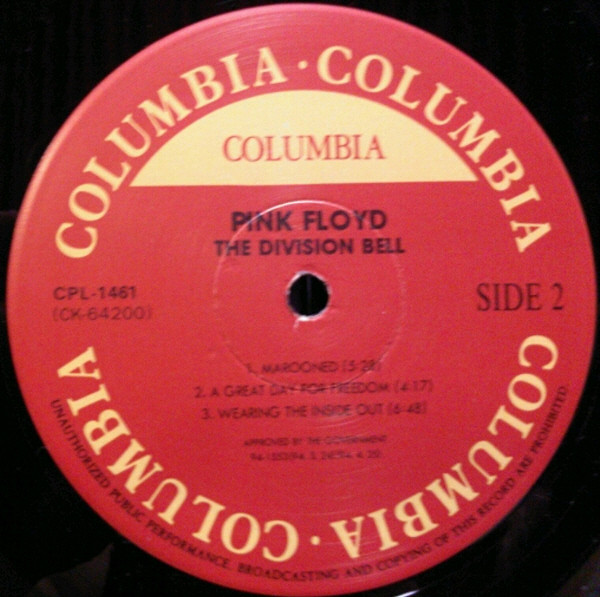 COLUMBIA · COLUMBIA
COLUMBIA
PINK FLOYD
THE DIVISION BELL
CPL-1461
(CK-64200)
SIDE 2
1. MAROONED (5:28)
2. A GREAT DAY FOR FREEDOM (4:17)
3. WEARING THE INSIDE OUT (6:48)
APPROVED BY THE GOVERNMENT
COLUMBIA · COLUMBIA
UNAUTHORIZED PUBLIC PERFORMANCE, BROADCASTING AND COPYING OF THIS RECORD ARE PROHIBITED.